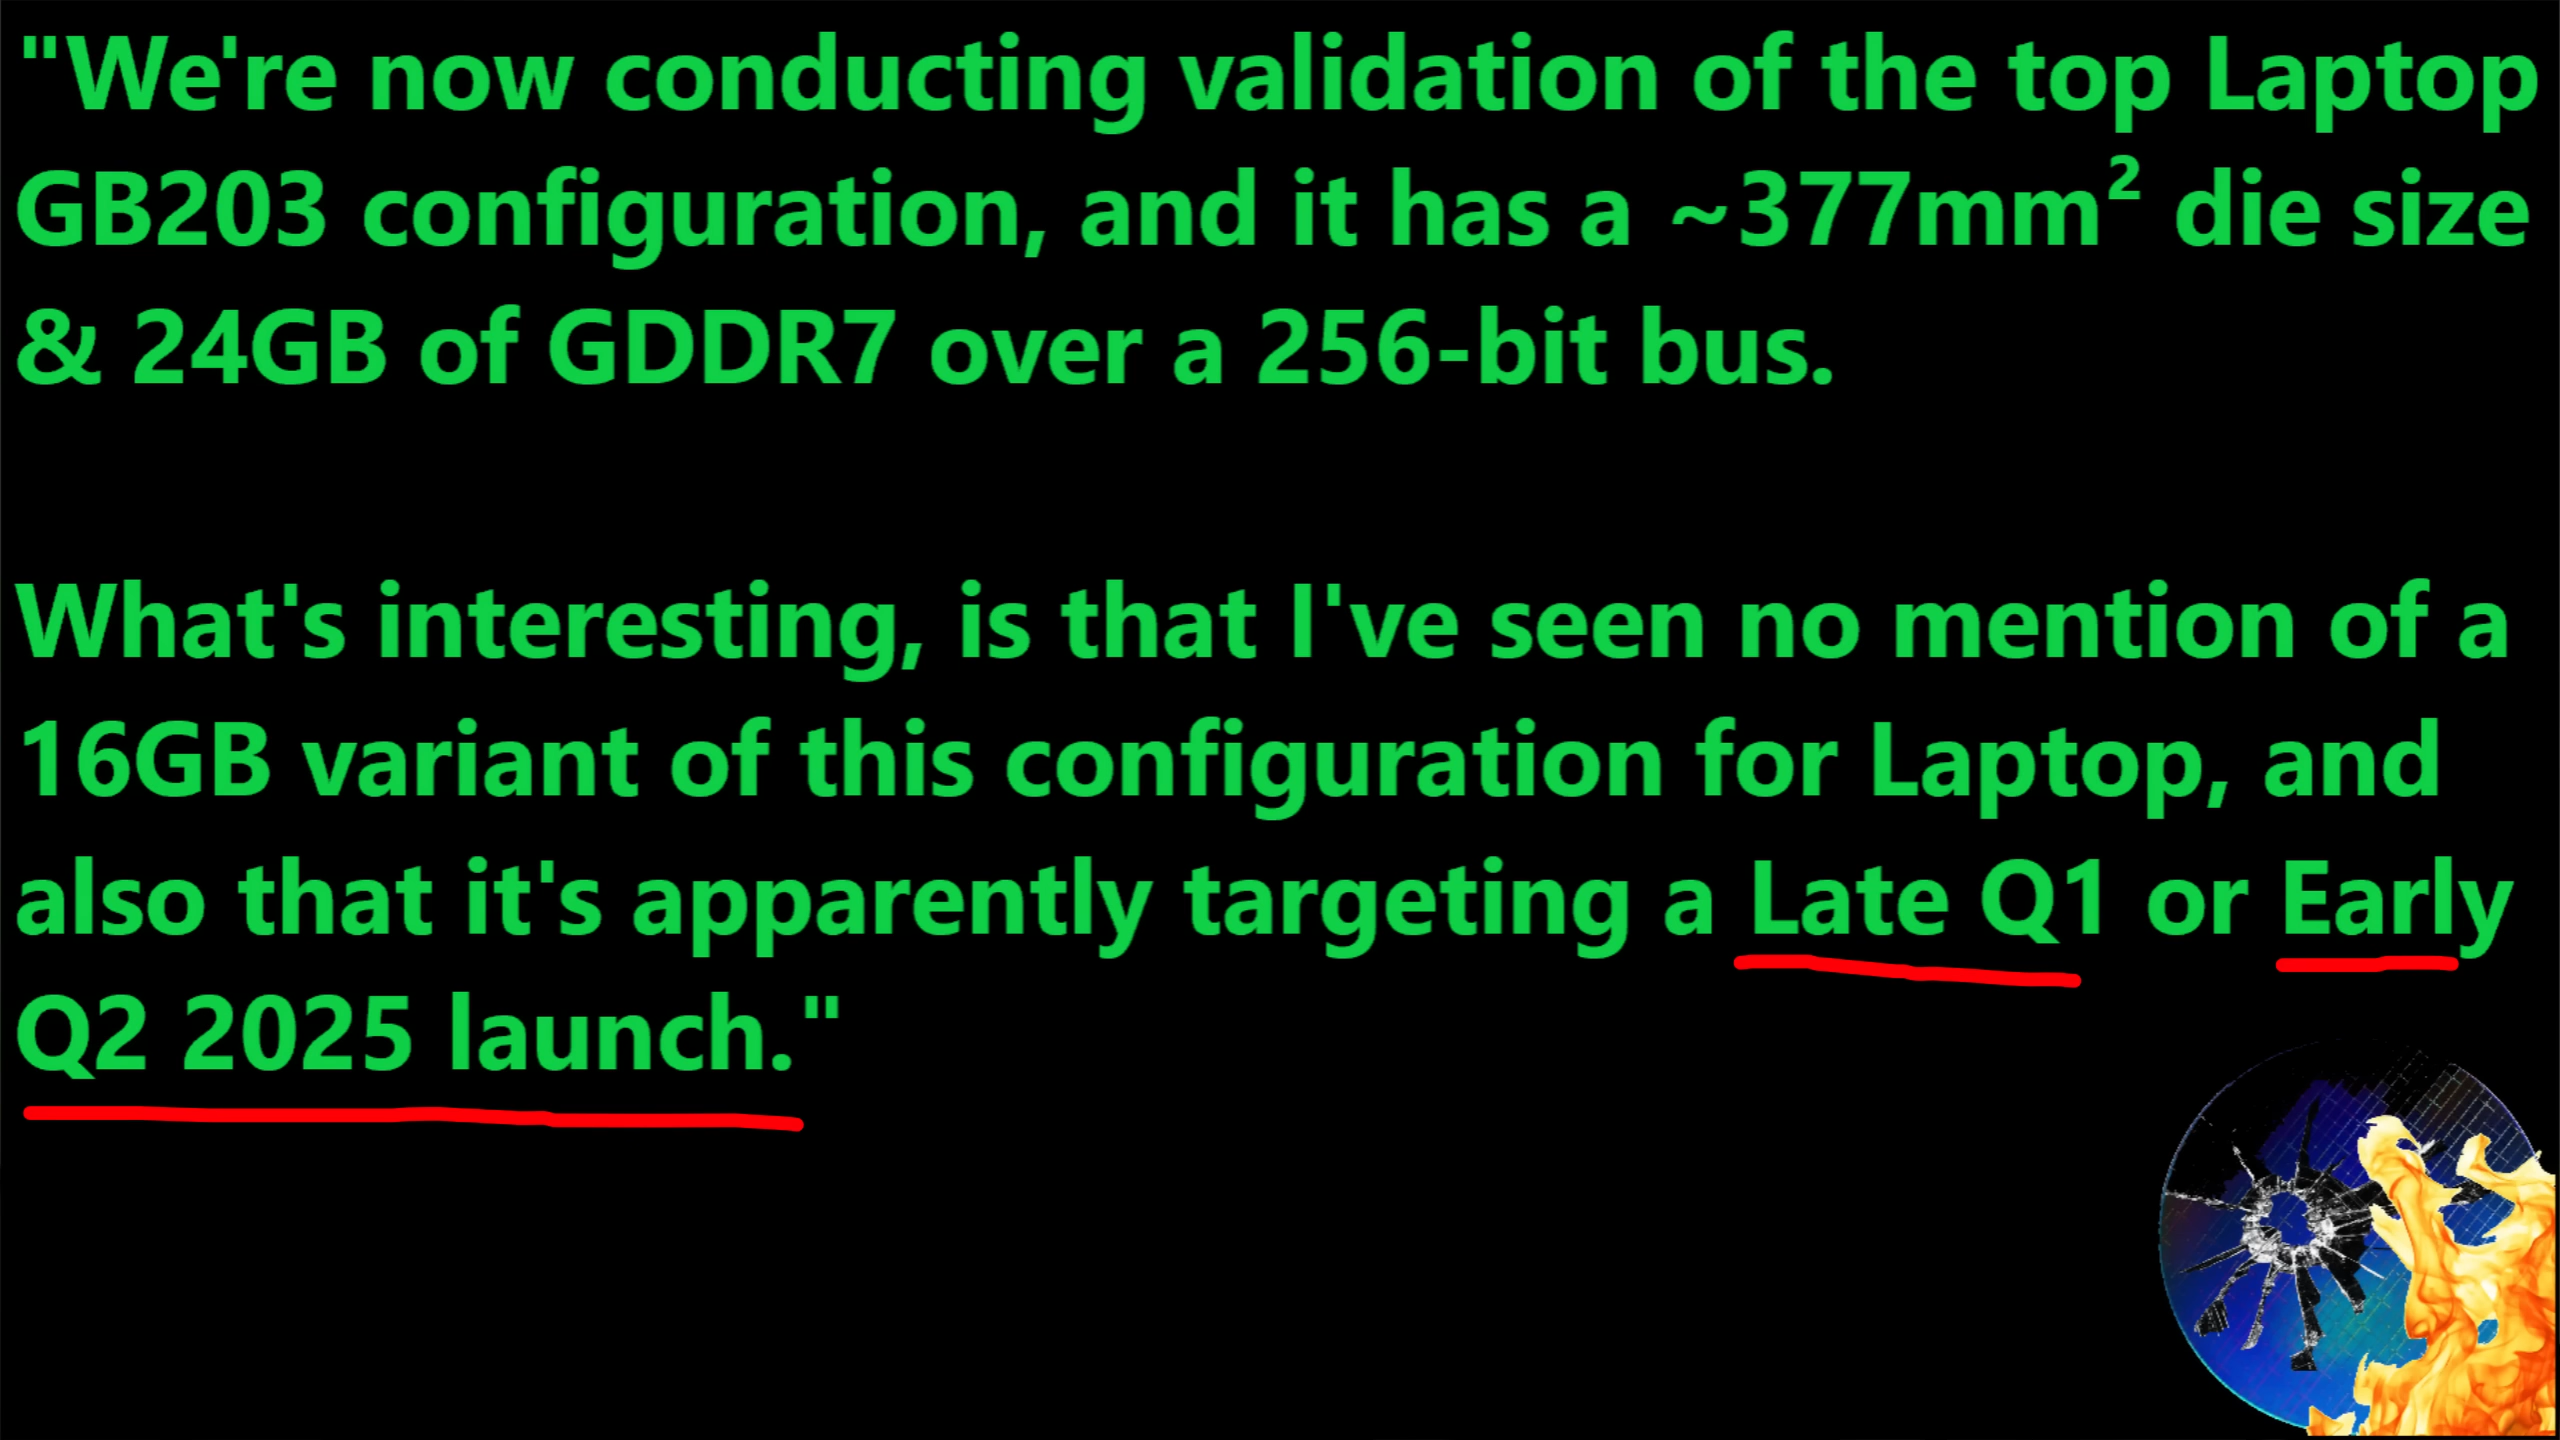 "We're now conducting validation of the top Laptop
GB203 configuration, and it has a ~377mm² die size
& 24GB of GDDR7 over a 256-bit bus.
What's interesting, is that I've seen no mention of a
16GB variant of this configuration for Laptop, and
also that it's apparently targeting a Late Q1 or Early
Q2 2025 launch."